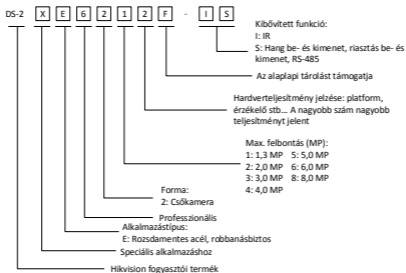 DS-2 X E 6 2 1 2 F - I S
Kibővített funkció:
I: IR
S: Hang be- és kimenet, riasztás be- és
kimenet, RS-485
Az alaplapi tárolást támogatja
Hardverteljesítmény jelzése: platform,
érzékelő stb... A nagyobb szám nagyobb
teljesítményt jelent
Max. felbontás (MP):
1: 1,3 MP 5: 5,0 MP
2: 2,0 MP 6: 6,0 MP
3: 3,0 MP 8: 8,0 MP
4: 4,0 MP
Forma:
2: Csőkamera
Professzionális
Alkalmazástípus:
E: Rozsdamentes acél, robbanásbiztos
Speciális alkalmazáshoz
Hikvision fogyasztói termék